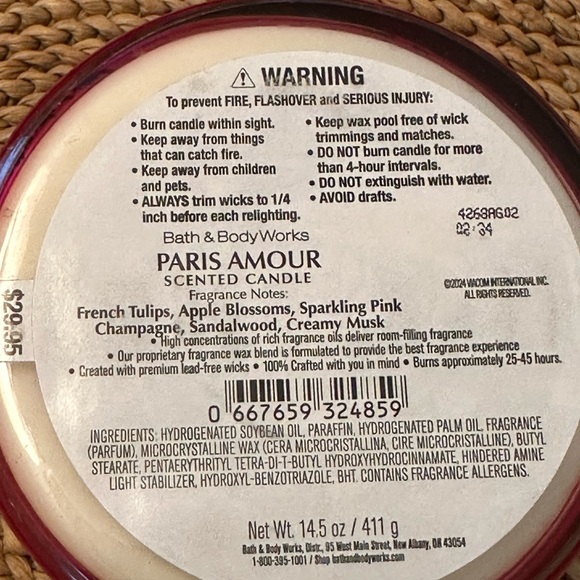 ⚠ WARNING
To prevent FIRE, FLASHOVER and SERIOUS INJURY:
• Burn candle within sight.
• Keep away from things
that can catch fire.
• Keep away from children
and pets.
• ALWAYS trim wicks to 1/4
inch before each relighting.
• Keep wax pool free of wick
trimmings and matches.
• DO NOT burn candle for more
than 4-hour intervals.
• DO NOT extinguish with water.
• AVOID drafts.
4268AG02
02:34
Bath & Body Works
PARIS AMOUR
SCENTED CANDLE
©2024 VIACOM INTERNATIONAL INC.
ALL RIGHTS RESERVED.
Fragrance Notes:
French Tulips, Apple Blossoms, Sparkling Pink
Champagne, Sandalwood, Creamy Musk
• High concentrations of rich fragrance oils deliver room-filling fragrance
• Our proprietary fragrance wax blend is formulated to provide the best fragrance experience
• Created with premium lead-free wicks • 100% Crafted with you in mind • Burns approximately 25-45 hours.
$29.95
0 667659 324859
INGREDIENTS: HYDROGENATED SOYBEAN OIL, PARAFFIN, HYDROGENATED PALM OIL, FRAGRANCE
(PARFUM), MICROCRYSTALLINE WAX (CERA MICROCRISTALLINA, CIRE MICROCRISTALLINE), BUTYL
STEARATE, PENTAERYTHRITYL TETRA-DI-T-BUTYL HYDROXYHYDROCINNAMATE, HINDERED AMINE
LIGHT STABILIZER, HYDROXYL-BENZOTRIAZOLE, BHT. CONTAINS FRAGRANCE ALLERGENS.
Net Wt. 14.5 oz / 411 g
Bath & Body Works, Distr., 95 West Main Street, New Albany, OH 43054
1-800-395-1001 / Shop bathandbodyworks.com